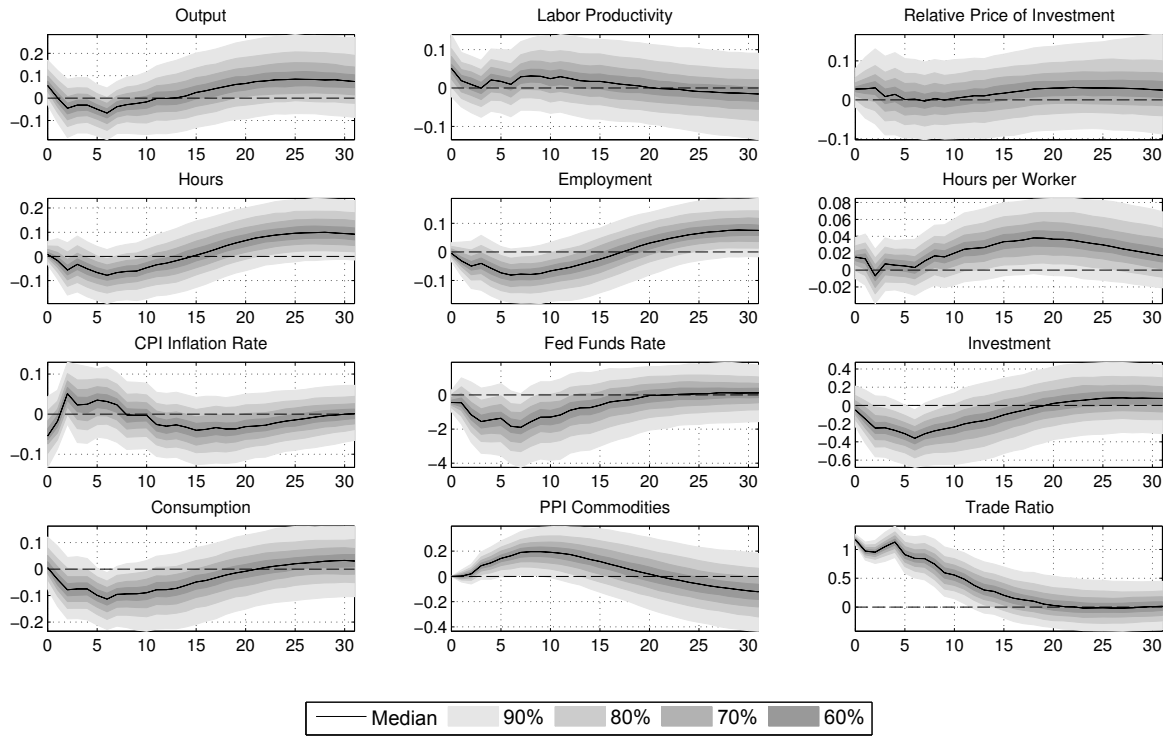 Output
0.2
0.1
0
−0.1
0 5 10 15 20 25 30
Labor Productivity
0.1
0
−0.1
0 5 10 15 20 25 30
Relative Price of Investment
0.1
0
−0.1
0 5 10 15 20 25 30
Hours
0.2
0.1
0
−0.1
0 5 10 15 20 25 30
Employment
0.1
0
−0.1
0 5 10 15 20 25 30
Hours per Worker
0.08
0.06
0.04
0.02
0
−0.02
0 5 10 15 20 25 30
CPI Inflation Rate
0.1
0
−0.1
0 5 10 15 20 25 30
Fed Funds Rate
0
−2
−4
0 5 10 15 20 25 30
Investment
0.4
0.2
0
−0.2
−0.4
−0.6
0 5 10 15 20 25 30
Consumption
0.1
0
−0.1
−0.2
0 5 10 15 20 25 30
PPI Commodities
0.2
0
−0.2
−0.4
0 5 10 15 20 25 30
Trade Ratio
1
0.5
0
0 5 10 15 20 25 30
Median 90% 80% 70% 60%